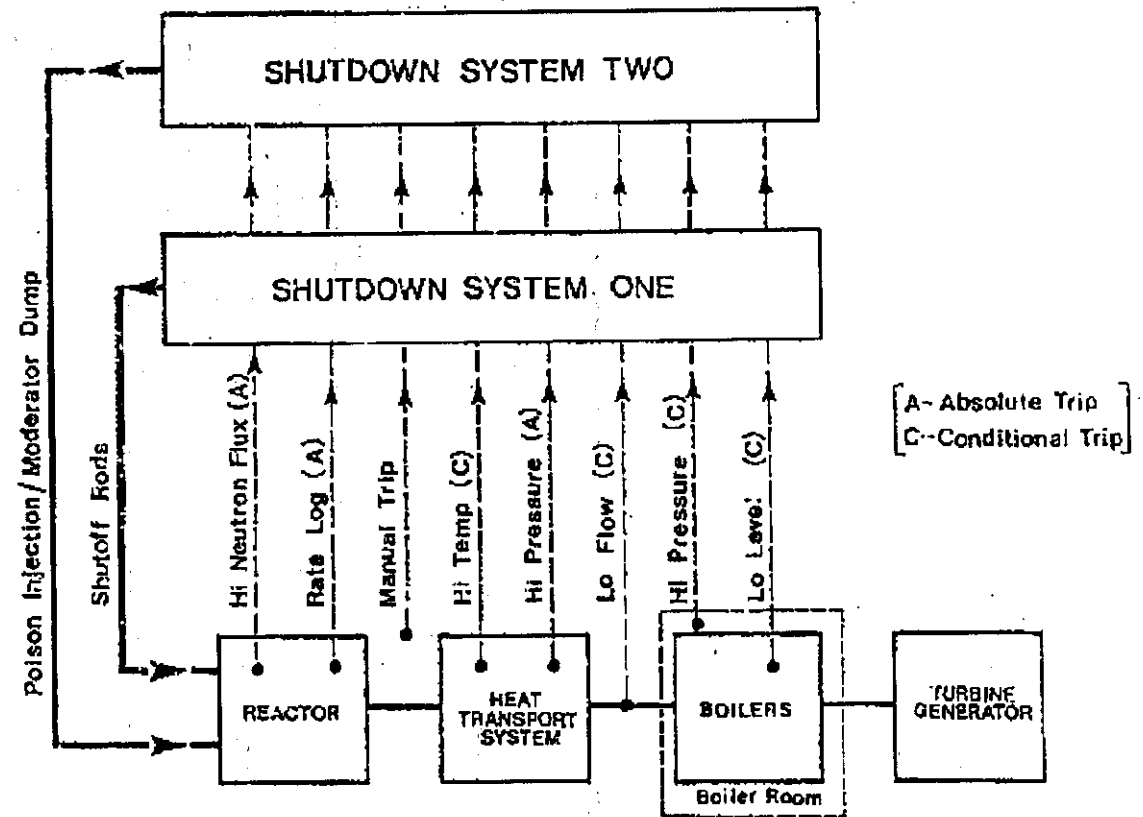 SHUTDOWN SYSTEM TWO
SHUTDOWN SYSTEM ONE
Poison Injection/Moderator Dump
Shutoff Rods
Hi Neutron Flux (A)
Rate Log (A)
Manual Trip
Hi Temp (C)
Hi Pressure (A)
Lo Flow (C)
Hi Pressure (C)
Lo Level (C)
A-Absolute Trip
C-Conditional Trip
REACTOR
HEAT
TRANSPORT
SYSTEM
BOILERS
Boiler Room
TURBINE
GENERATOR